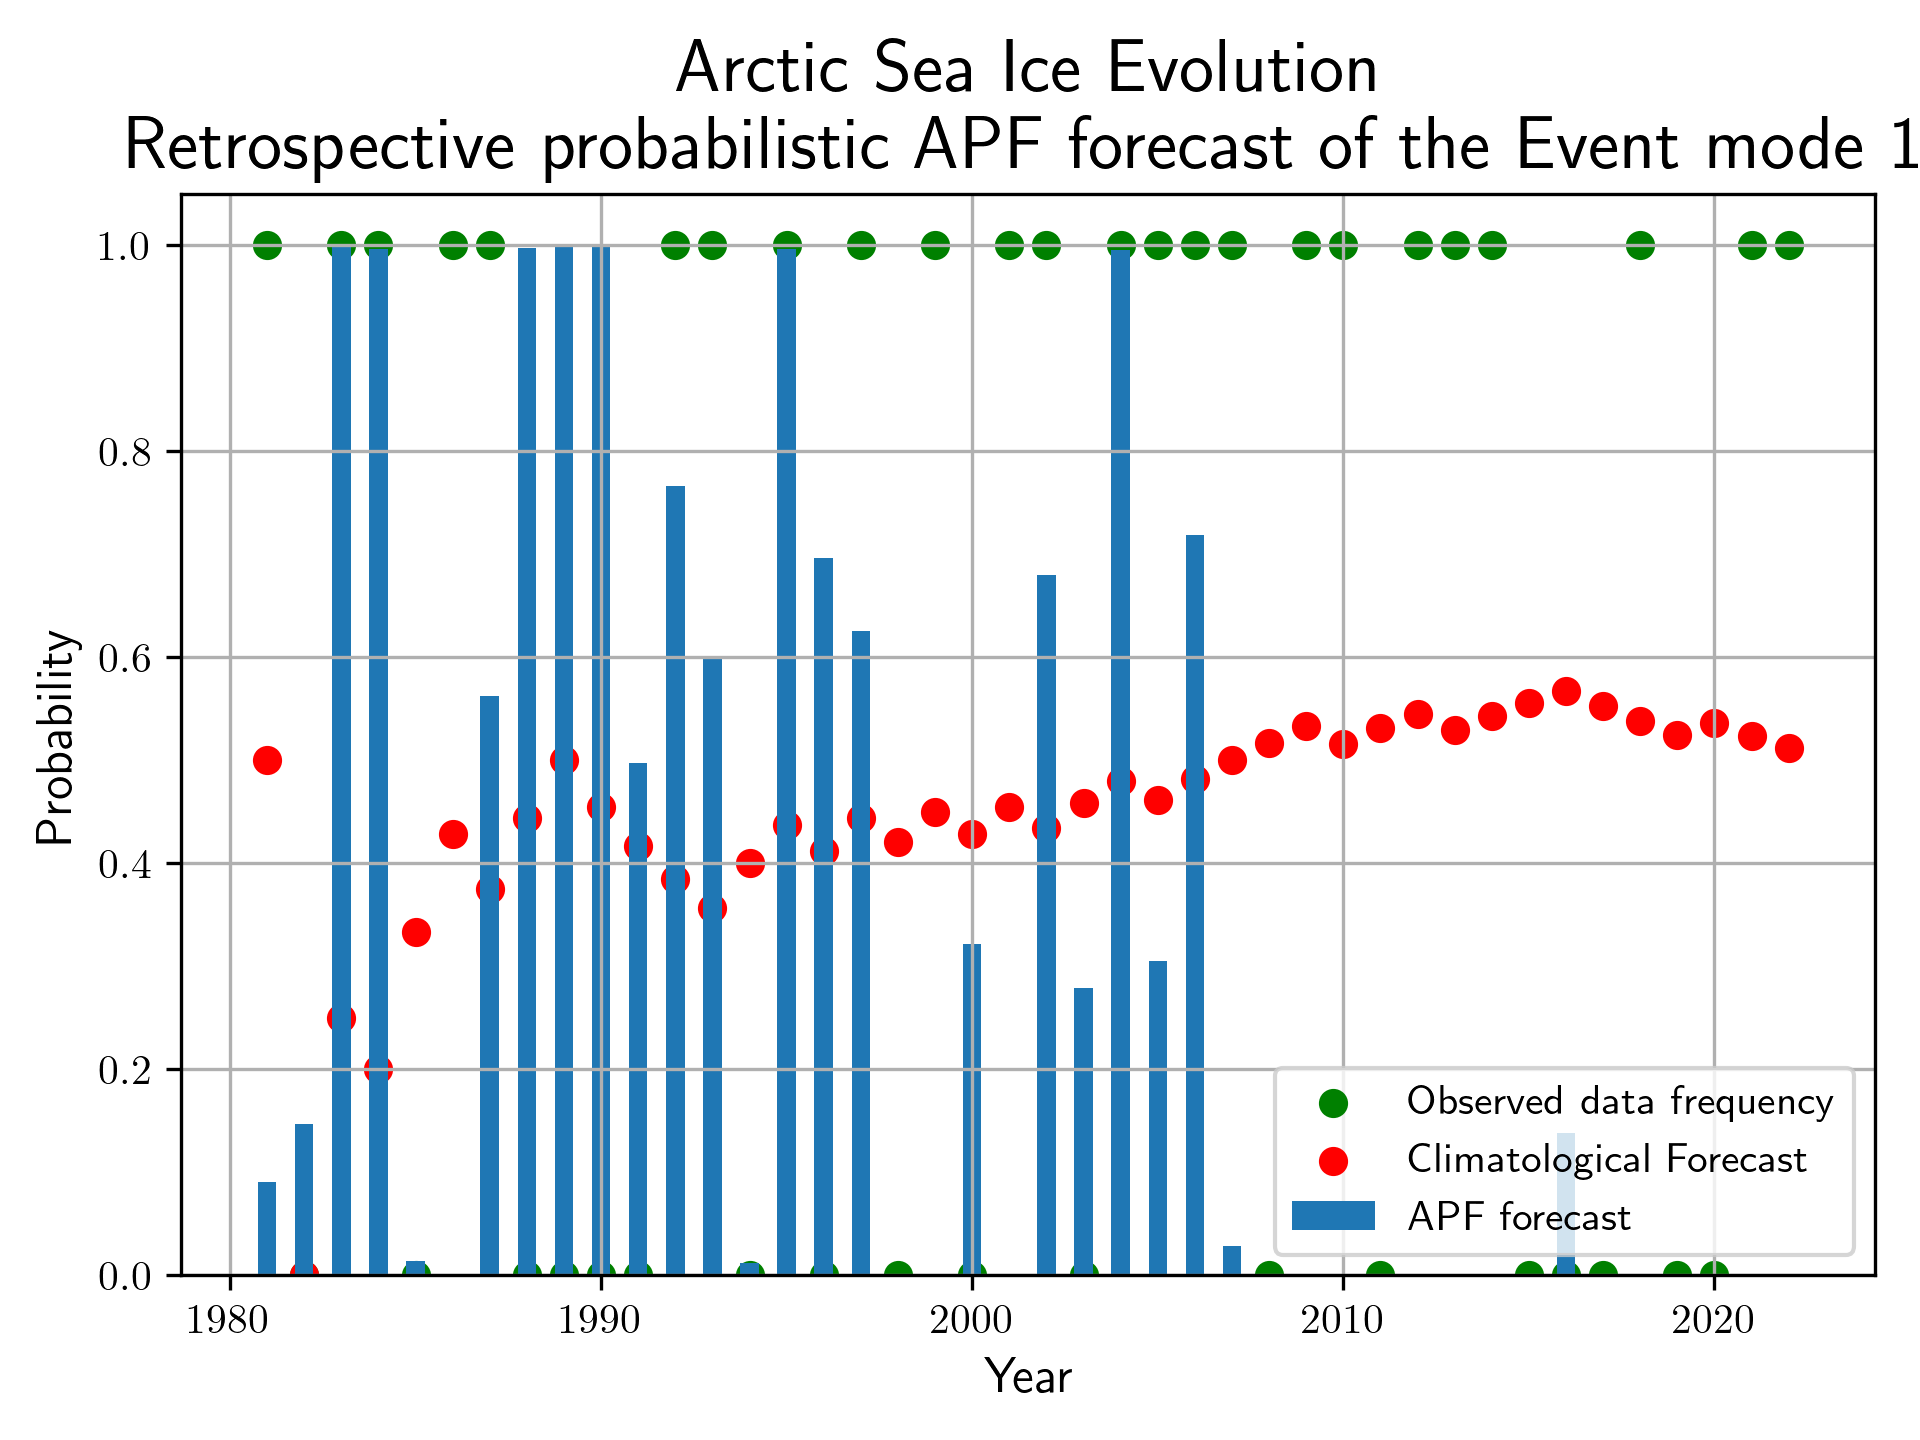 Arctic Sea Ice Evolution
Retrospective probabilistic APF forecast of the Event mode 1
1.0
0.8
0.6
0.4
0.2
0.0
Probability
Observed data frequency
Climatological Forecast
APF forecast
1980 1990 2000 2010 2020
Year